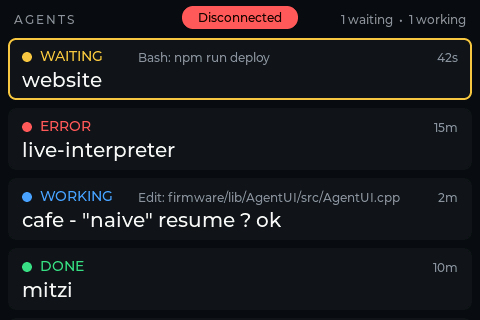 AGENTS Disconnected 1 waiting • 1 working
WAITING Bash: npm run deploy 42s
website
ERROR 15m
live-interpreter
WORKING Edit: firmware/lib/AgentUI/src/AgentUI.cpp 2m
cafe - "naive" resume ? ok
DONE 10m
mitzi